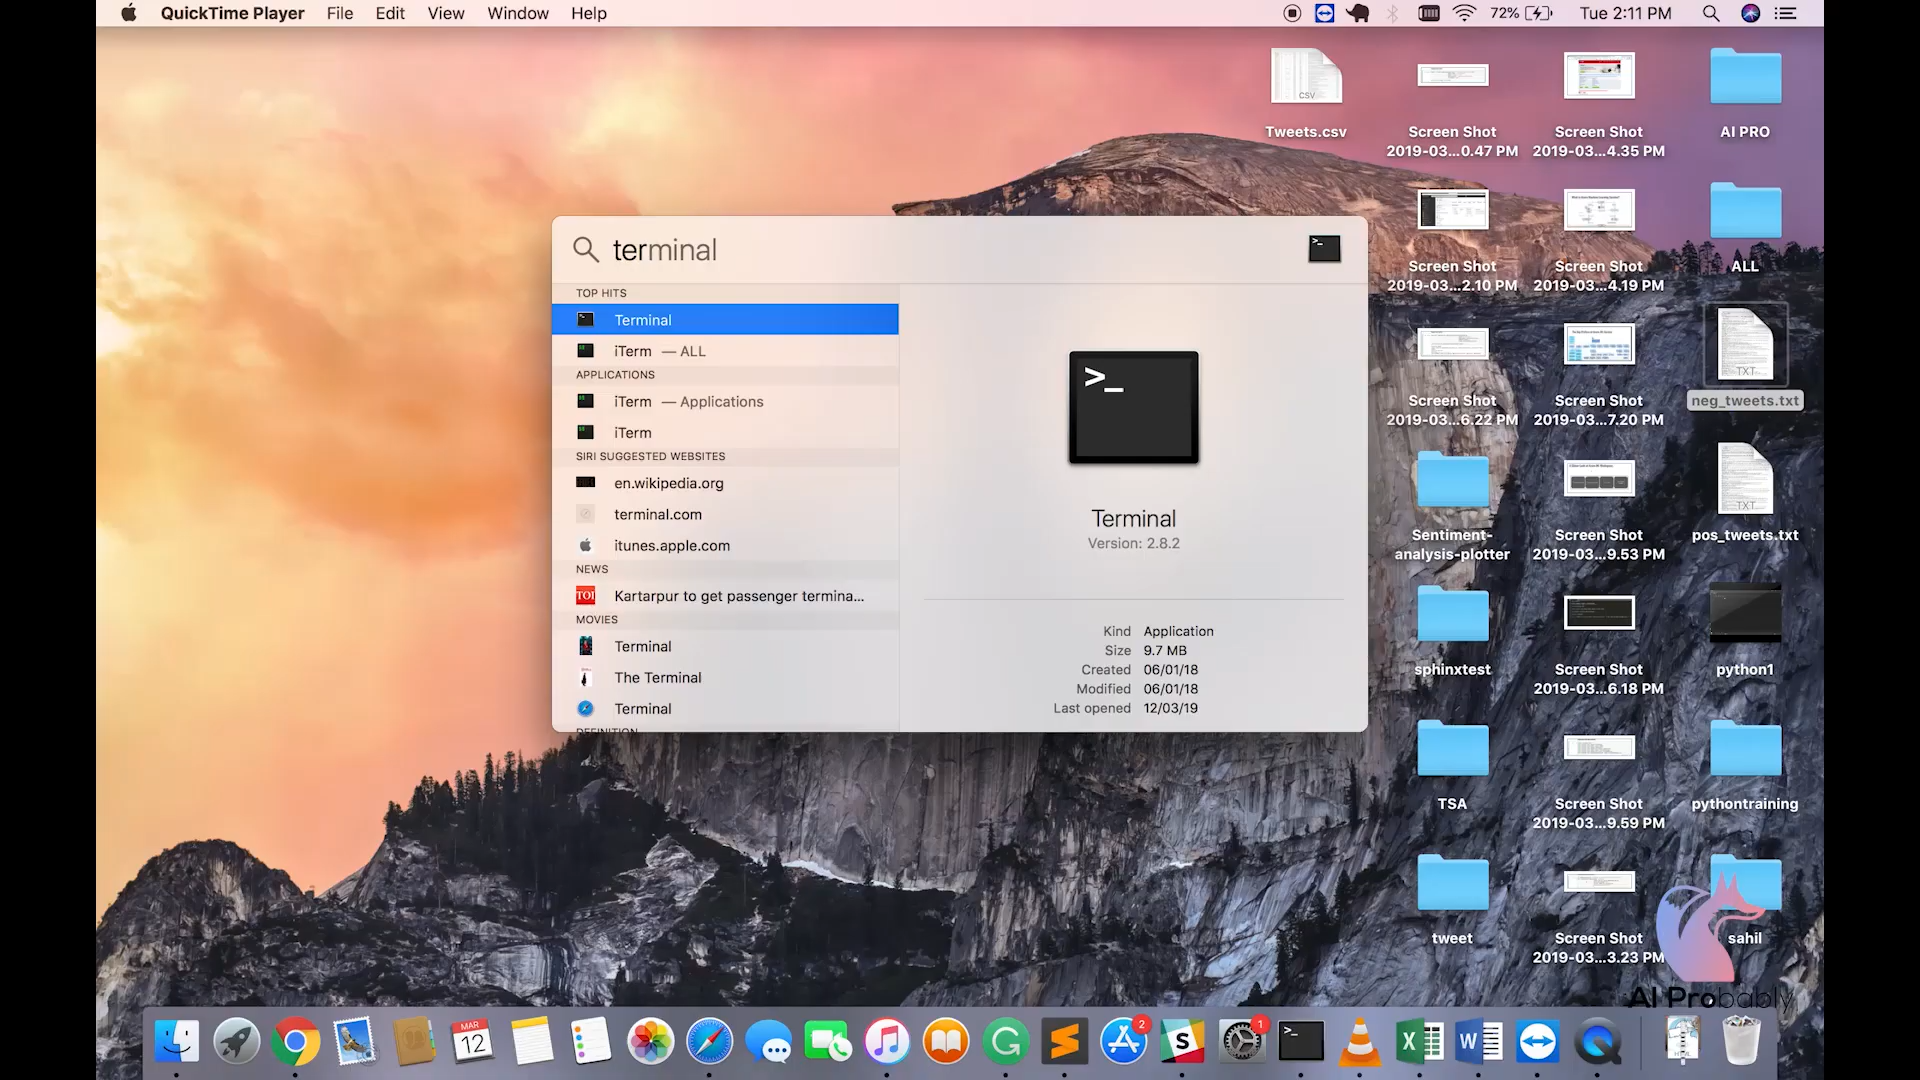 QuickTime Player File Edit View Window Help 72% Tue 2:11 PM
CSV
Tweets.csv
Screen Shot
2019-03...0.47 PM
Screen Shot
2019-03...4.35 PM
AI PRO
Screen Shot
2019-03...2.10 PM
Screen Shot
2019-03...4.19 PM
ALL
Screen Shot
2019-03...6.22 PM
Screen Shot
2019-03...7.20 PM
TXT
neg_tweets.txt
Sentiment-
analysis-plotter
Screen Shot
2019-03...9.53 PM
TXT
pos_tweets.txt
sphinxtest
Screen Shot
2019-03...6.18 PM
python1
TSA
Screen Shot
2019-03...9.59 PM
pythontraining
tweet
Screen Shot
2019-03...3.23 PM
sahil
terminal
TOP HITS
Terminal
iTerm — ALL
APPLICATIONS
iTerm — Applications
iTerm
SIRI SUGGESTED WEBSITES
en.wikipedia.org
terminal.com
itunes.apple.com
NEWS
TOI
Kartarpur to get passenger termina...
MOVIES
Terminal
The Terminal
Terminal
DEFINITION
>_
Terminal
Version: 2.8.2
Kind Application
Size 9.7 MB
Created 06/01/18
Modified 06/01/18
Last opened 12/03/19
AI Probably
MAR
12
2
S
1
HTML